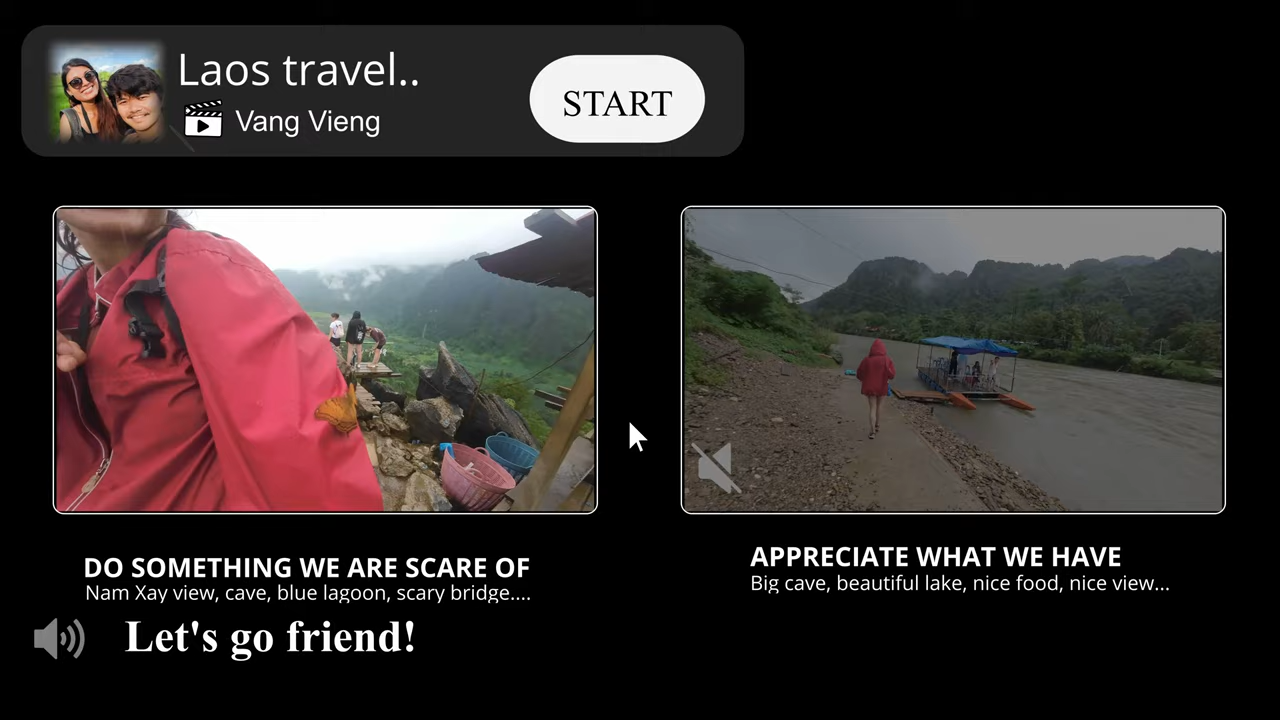 Laos travel..
Vang Vieng
START
DO SOMETHING WE ARE SCARE OF
Nam Xay view, cave, blue lagoon, scary bridge....
APPRECIATE WHAT WE HAVE
Big cave, beautiful lake, nice food, nice view...
Let's go friend!